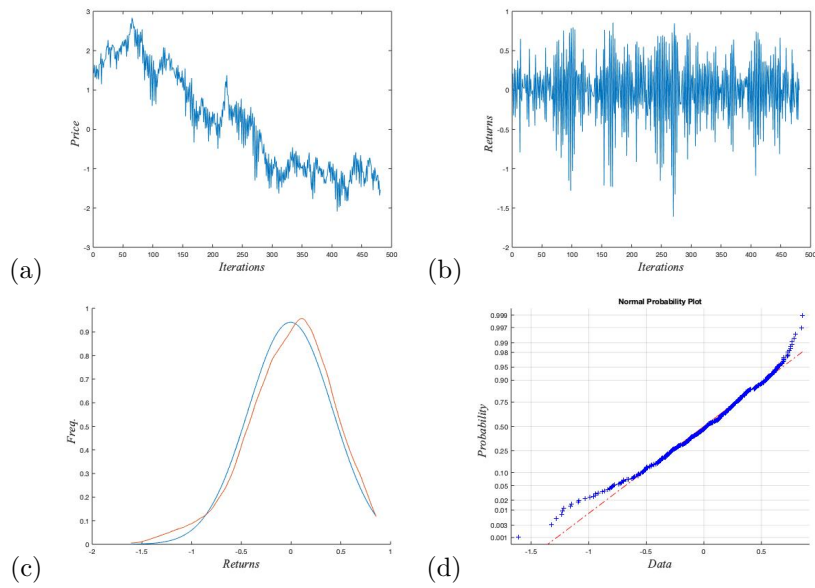 3
2
1
0
-1
-2
-3
0 50 100 150 200 250 300 350 400 450 500
Price
Iterations
(a)
1
0.5
0
-0.5
-1
-1.5
-2
0 50 100 150 200 250 300 350 400 450 500
Returns
Iterations
(b)
1
0.9
0.8
0.7
0.6
0.5
0.4
0.3
0.2
0.1
0
-2 -1.5 -1 -0.5 0 0.5 1
Freq.
Returns
(c)
Normal Probability Plot
0.999
0.997
0.99
0.98
0.95
0.90
0.75
0.50
0.25
0.10
0.05
0.02
0.01
0.003
0.001
-1.5 -1 -0.5 0 0.5
Probability
Data
(d)